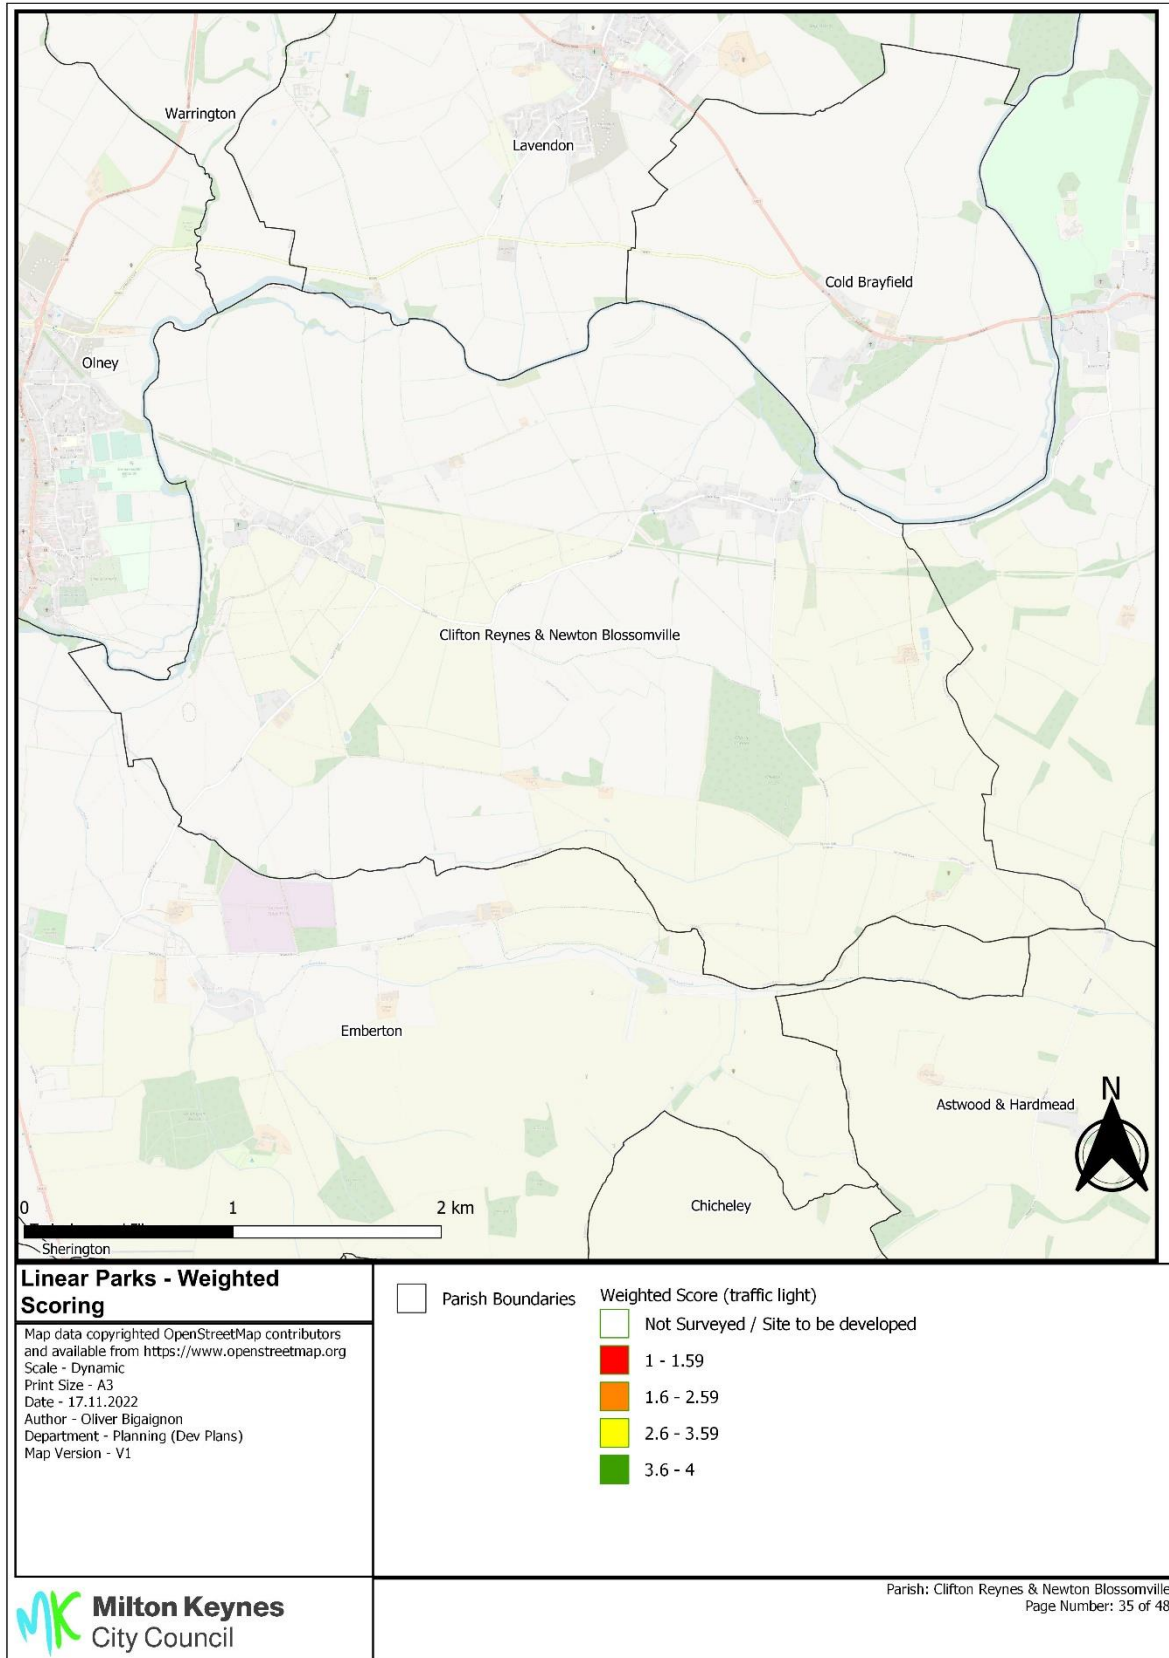 Warrington
Lavendon
Cold Brayfield
Olney
Clifton Reynes & Newton Blossomville
Emberton
Astwood & Hardmead
N
Chicheley
0 1 2 km
Sherington
Linear Parks - Weighted
Scoring
Map data copyrighted OpenStreetMap contributors
and available from https://www.openstreetmap.org
Scale - Dynamic
Print Size - A3
Date - 17.11.2022
Author - Oliver Bigaignon
Department - Planning (Dev Plans)
Map Version - V1
Parish Boundaries
Weighted Score (traffic light)
Not Surveyed / Site to be developed
1 - 1.59
1.6 - 2.59
2.6 - 3.59
3.6 - 4
MK Milton Keynes
City Council
Parish: Clifton Reynes & Newton Blossomville
Page Number: 35 of 48